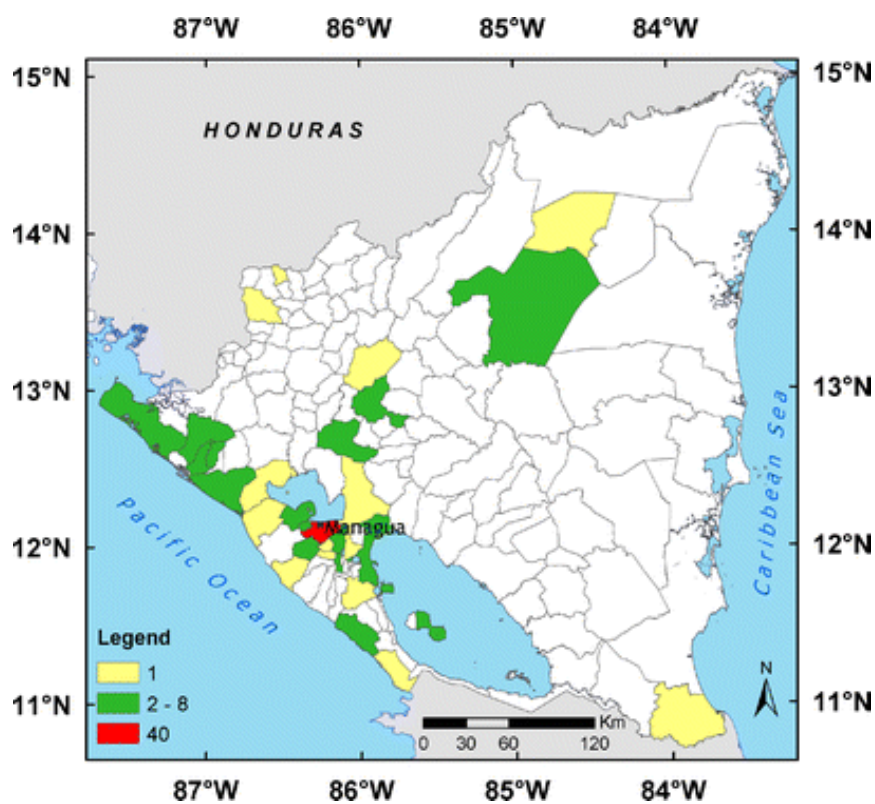 87°W 86°W 85°W 84°W
15°N 15°N
HONDURAS
14°N 14°N
13°N 13°N
Managua
12°N 12°N
Pacific Ocean
Caribbean Sea
Legend
1
2 - 8
40
N
11°N 11°N
Km
0 30 60 120
87°W 86°W 85°W 84°W